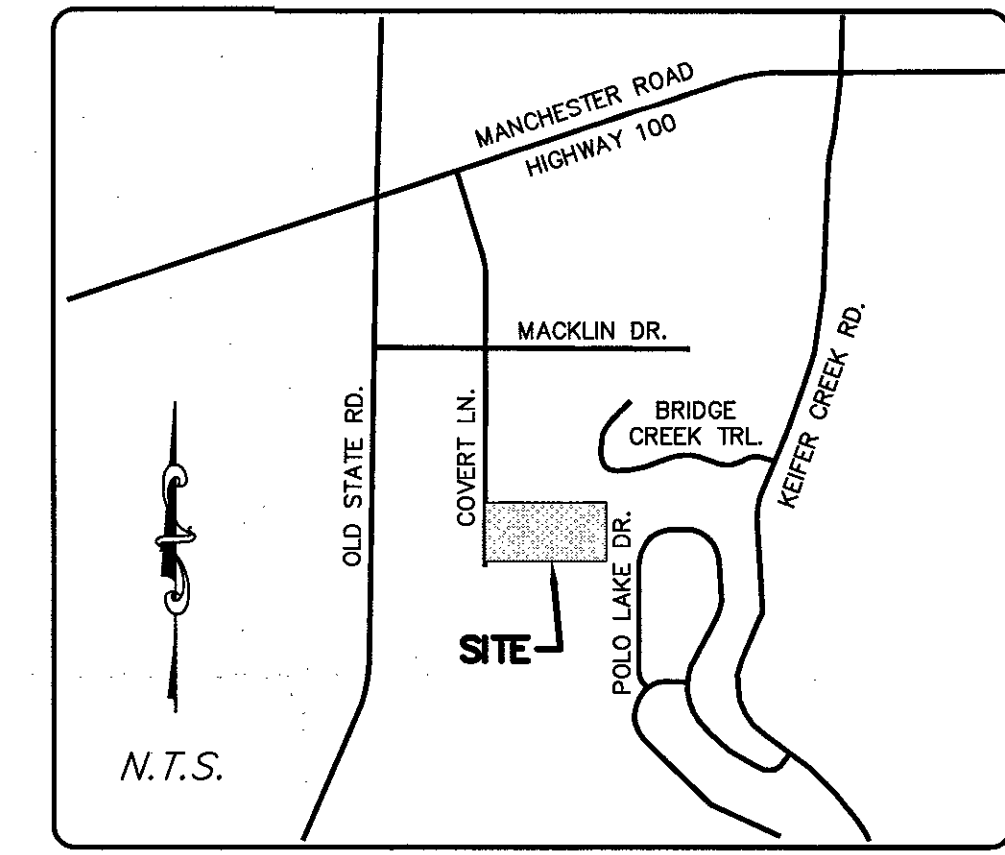 MANCHESTER ROAD
HIGHWAY 100
MACKLIN DR.
OLD STATE RD.
COVERT LN.
BRIDGE
CREEK TRL.
KEIFER CREEK RD.
POLO LAKE DR.
SITE
N.T.S.